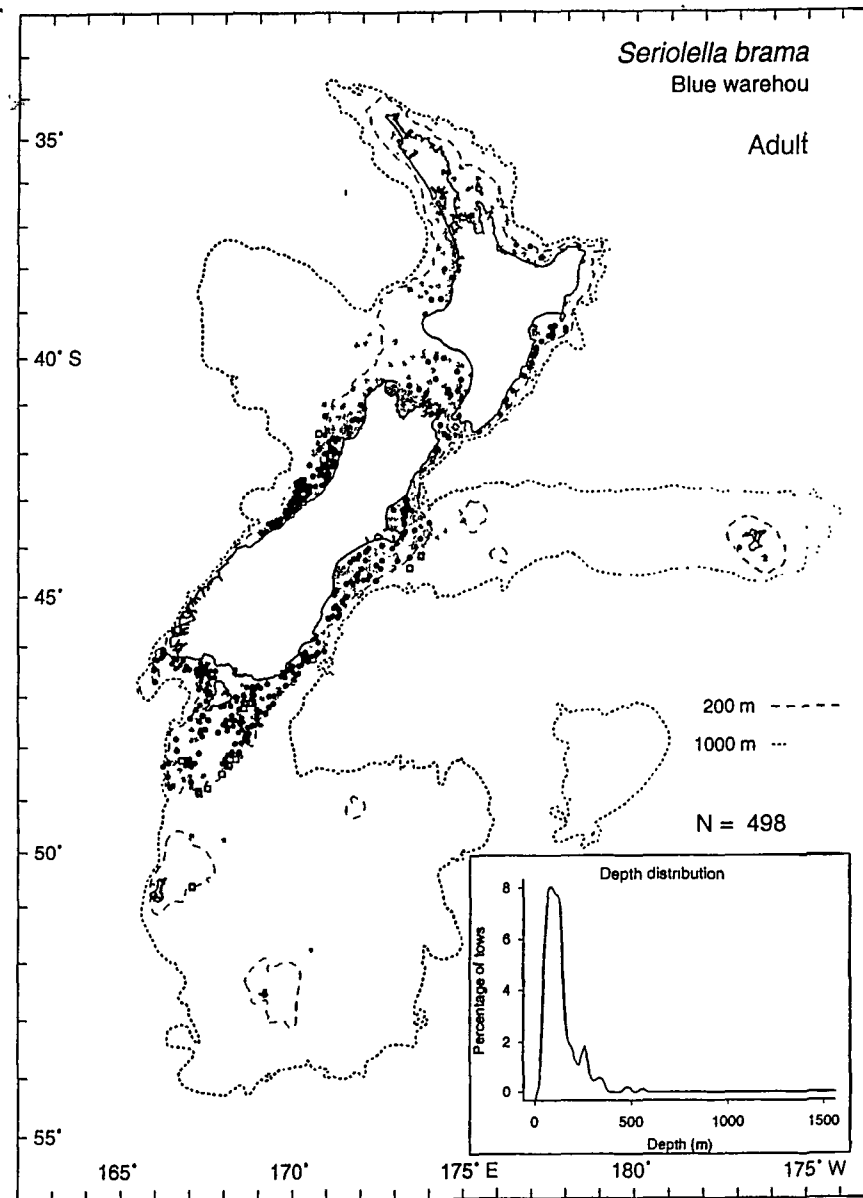 Seriolella brama
Blue warehou
Adult
35°
40° S
45°
200 m
1000 m
N = 498
50°
55°
Depth distribution
Percentage of tows
8
6
4
2
0
0 500 1000 1500
Depth (m)
165° 170° 175° E 180° 175° W